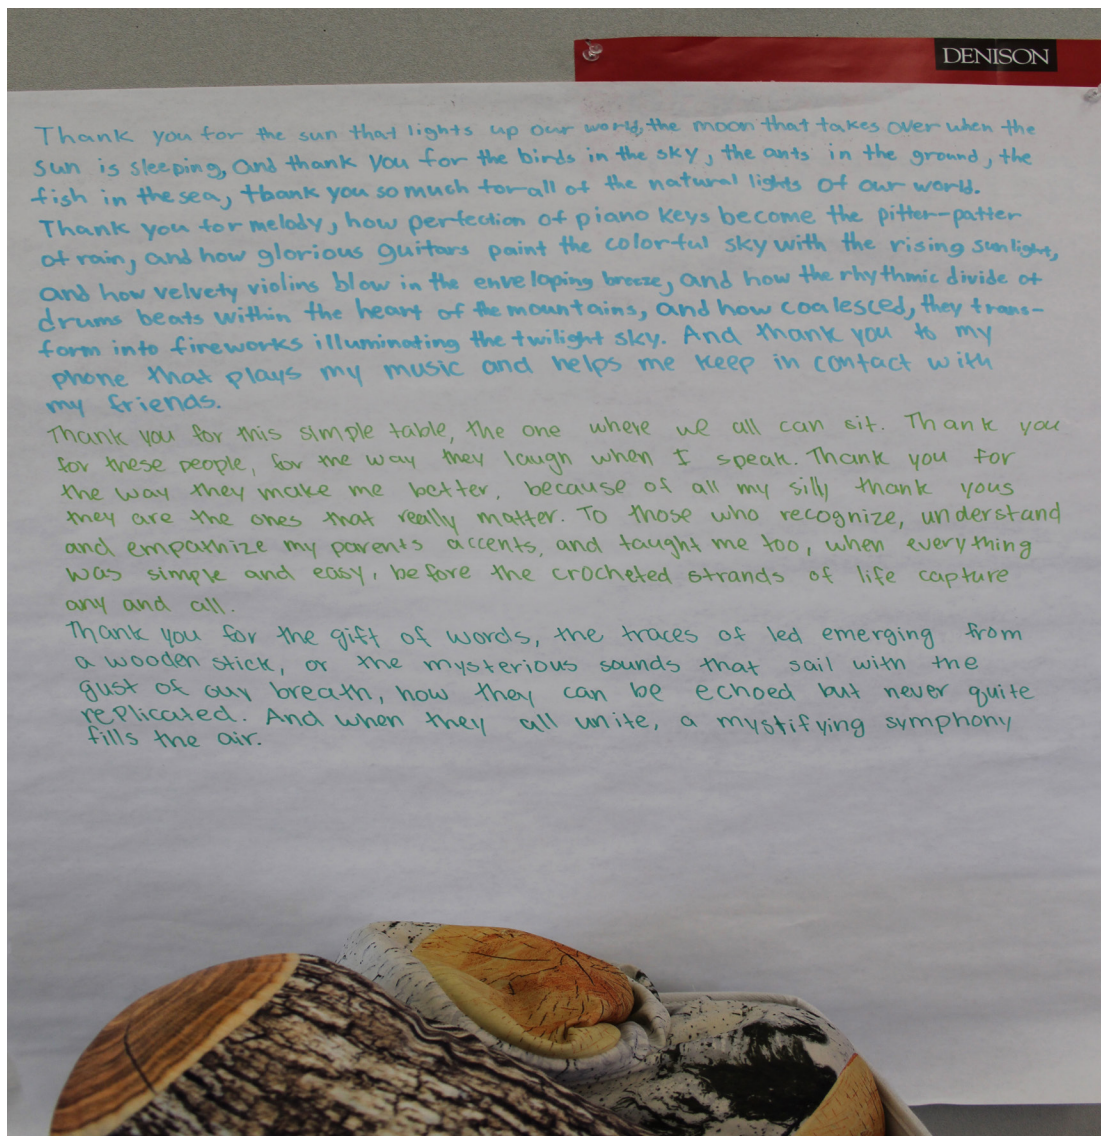 DENISON
Thank you for the sun that lights up our world, the moon that takes over when the
sun is sleeping, and thank you for the birds in the sky, the ants in the ground, the
fish in the sea, thank you so much for all of the natural lights of our world.
Thank you for melody, how perfection of piano keys become the pitter-patter
of rain, and how glorious guitars paint the colorful sky with the rising sunlight,
and how velvety violins blow in the enveloping breeze, and how the rhythmic divide of
drums beats within the heart of the mountains, and how coalesced, they trans-
form into fireworks illuminating the twilight sky. And thank you to my
phone that plays my music and helps me keep in contact with
my friends.
Thank you for this simple table, the one where we all can sit. Thank you
for these people, for the way they laugh when I speak. Thank you for
the way they make me better, because of all my silly thank yous
they are the ones that really matter. To those who recognize, understand
and empathize my parents accents, and taught me too, when everything
was simple and easy, before the crocheted strands of life capture
any and all.
Thank you for the gift of words, the traces of led emerging from
a wooden stick, or the mysterious sounds that sail with the
gust of our breath, how they can be echoed but never quite
replicated. And when they all unite, a mystifying symphony
fills the air.